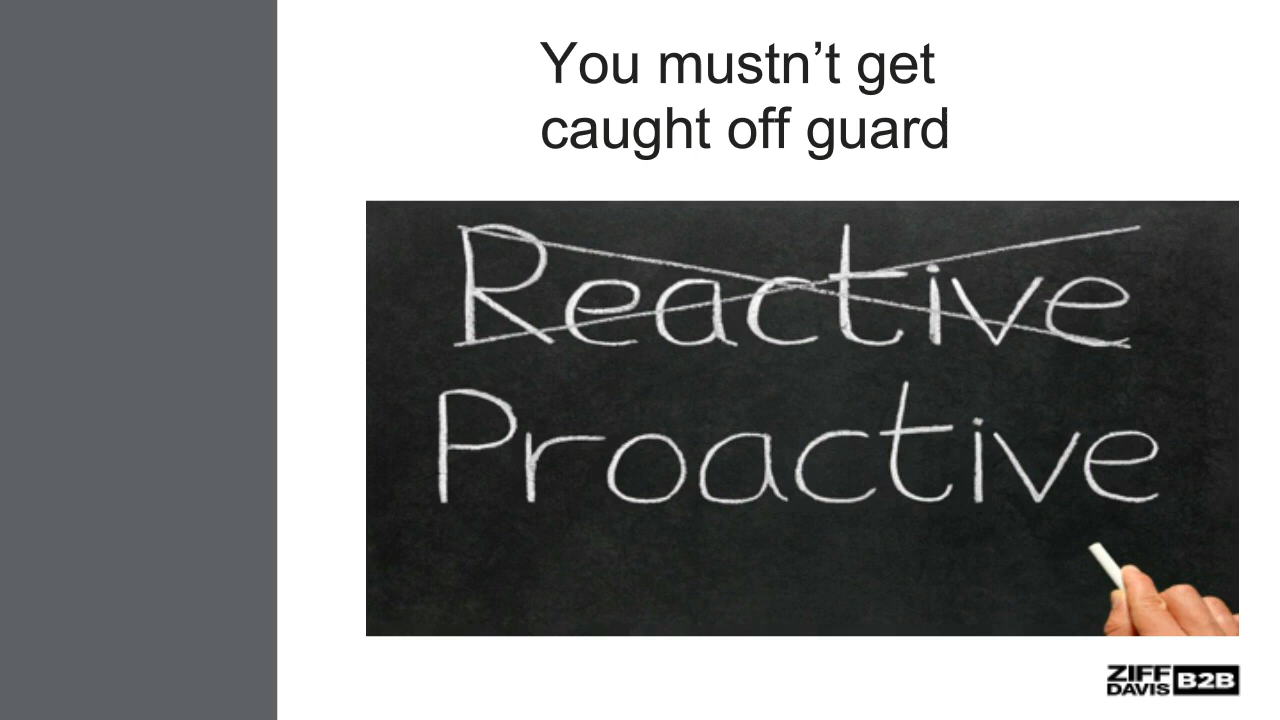 You mustn’t get
caught off guard
Reactive
Proactive
ZIFF
DAVIS B2B